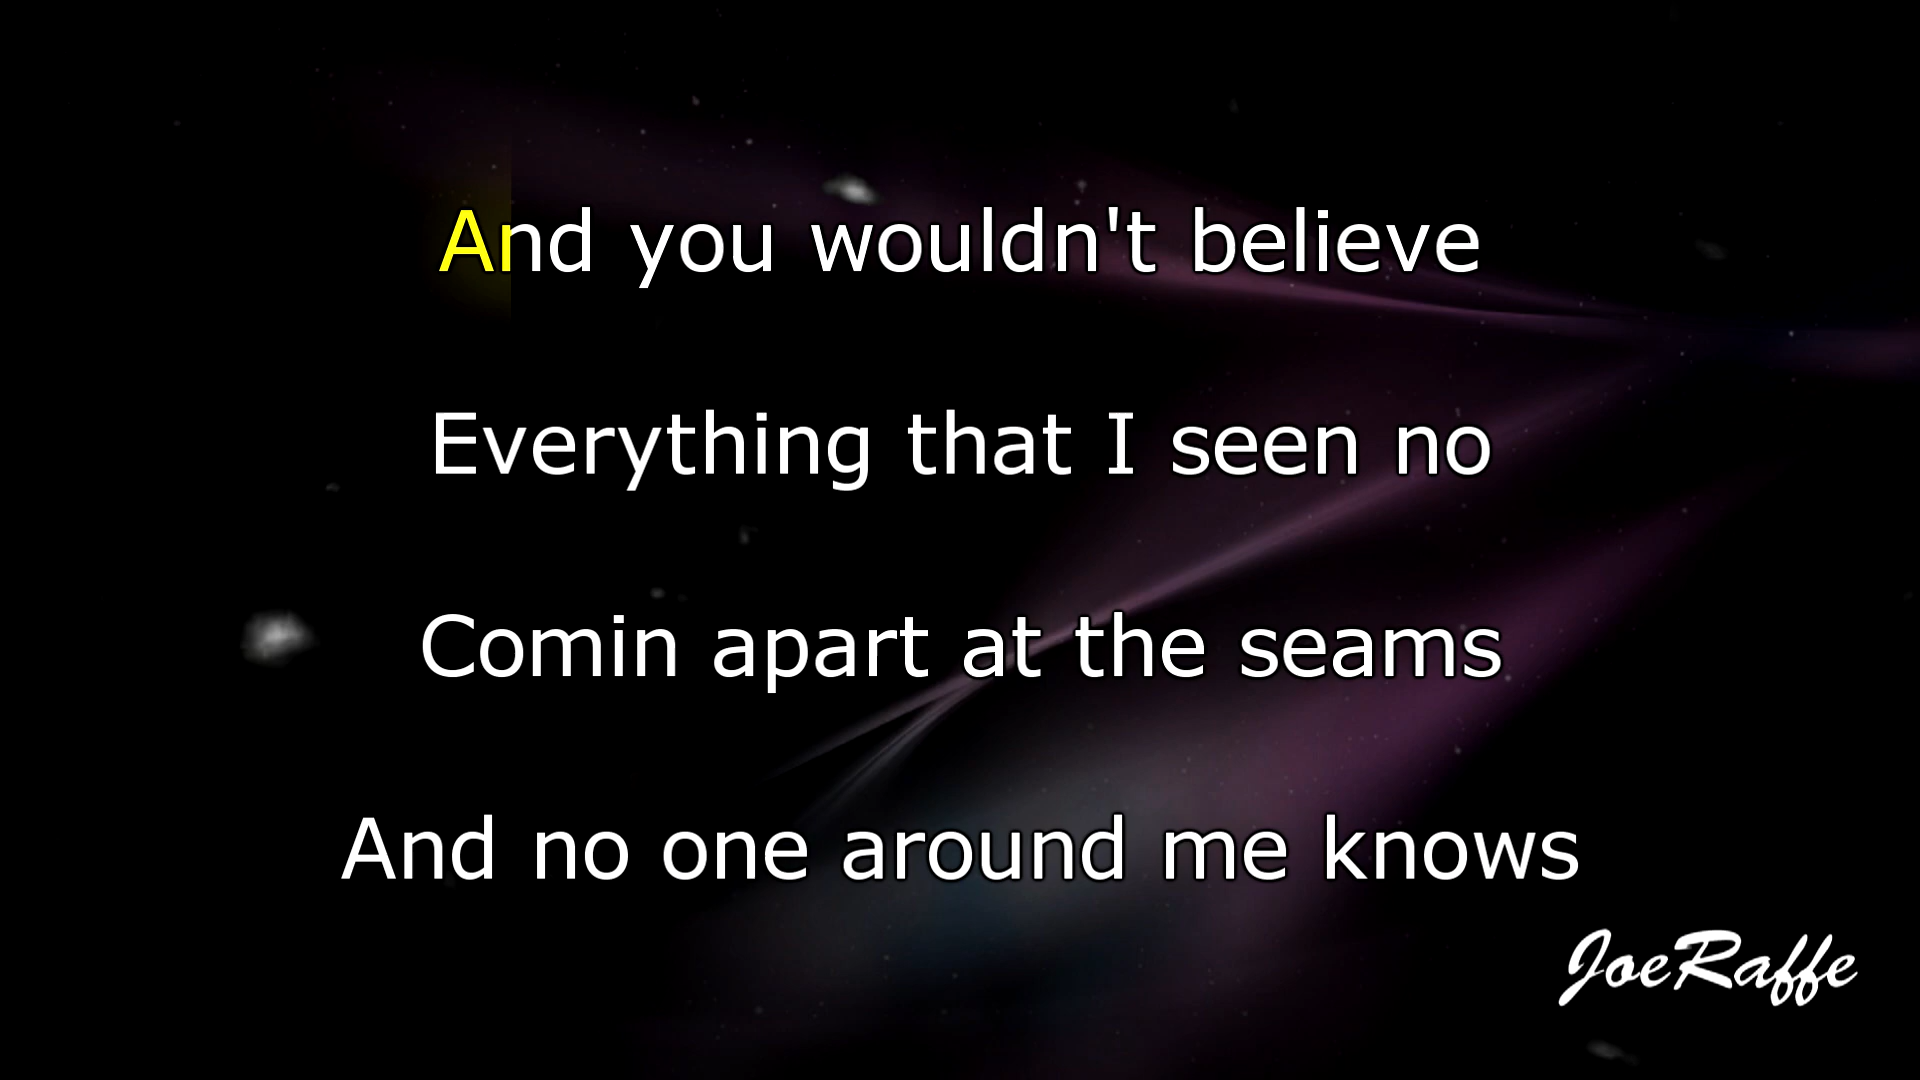 And you wouldn't believe
Everything that I seen no
Comin apart at the seams
And no one around me knows
JoeRaffe